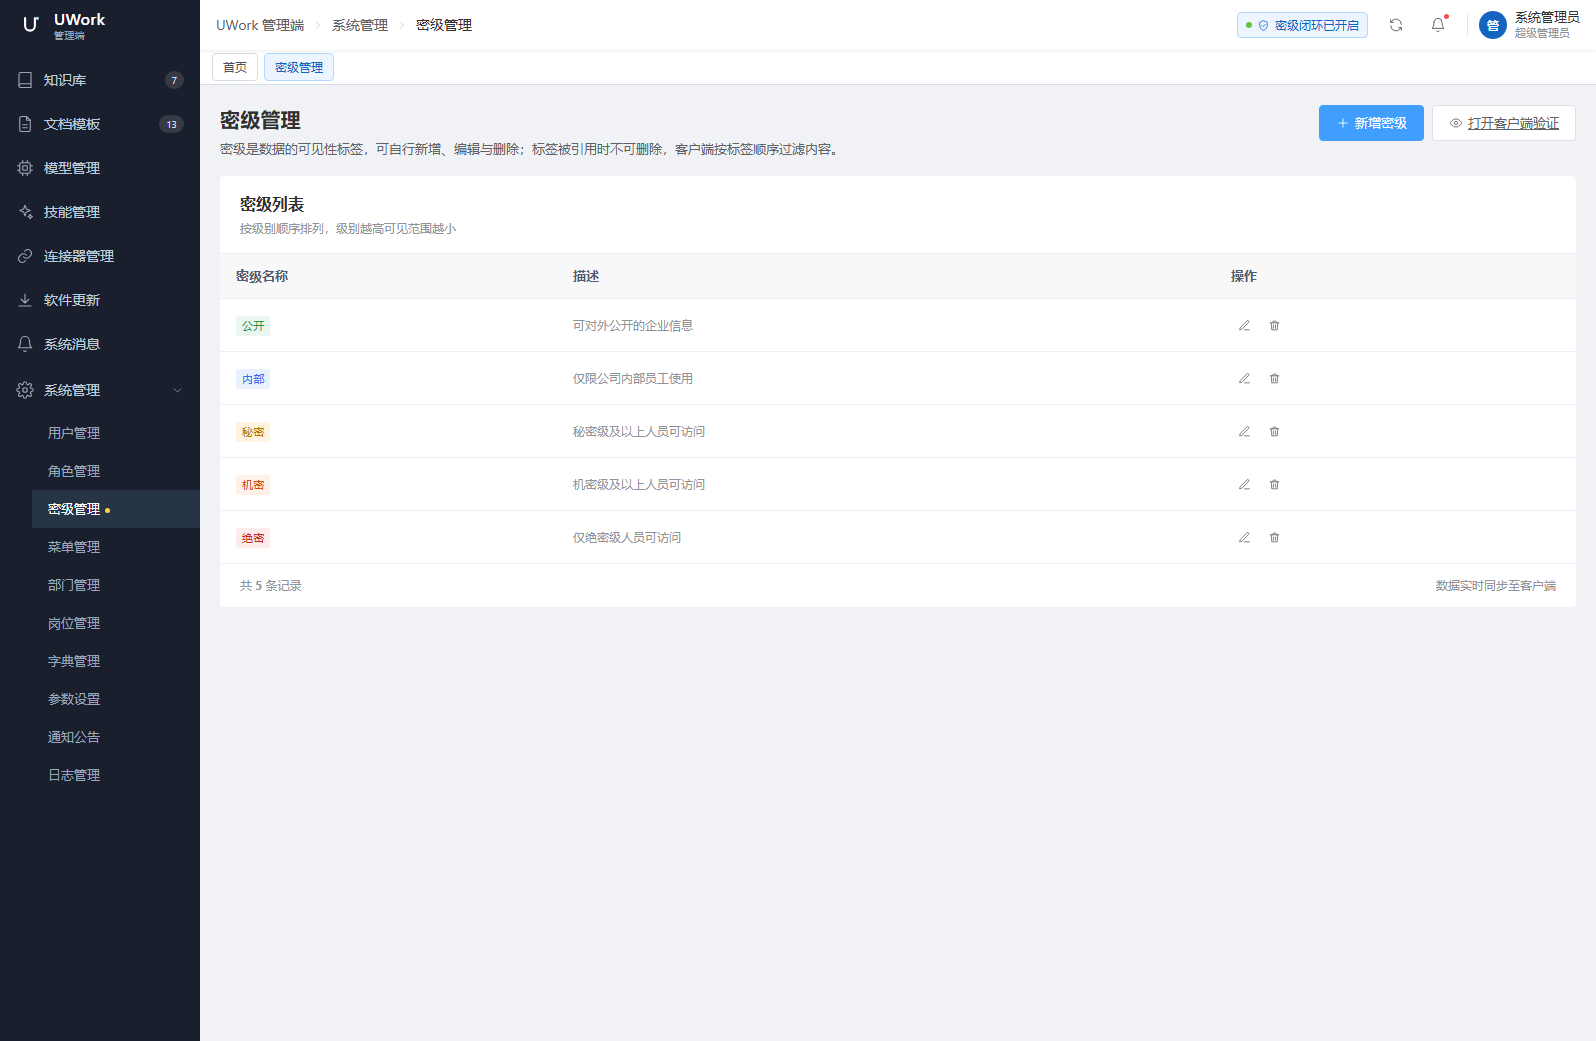 UWork
管理端
知识库 7
文档模板 13
模型管理
技能管理
连接器管理
软件更新
系统消息
系统管理
用户管理
角色管理
密级管理
菜单管理
部门管理
岗位管理
字典管理
参数设置
通知公告
日志管理
UWork 管理端 系统管理 密级管理
密级闭环已开启
管
系统管理员
超级管理员
首页 密级管理
密级管理
密级是数据的可见性标签，可自行新增、编辑与删除；标签被引用时不可删除，客户端按标签顺序过滤内容。
新增密级
打开客户端验证
密级列表
按级别顺序排列，级别越高可见范围越小
密级名称 描述 操作
公开 可对外公开的企业信息
内部 仅限公司内部员工使用
秘密 秘密级及以上人员可访问
机密 机密级及以上人员可访问
绝密 仅绝密级人员可访问
共 5 条记录 数据实时同步至客户端